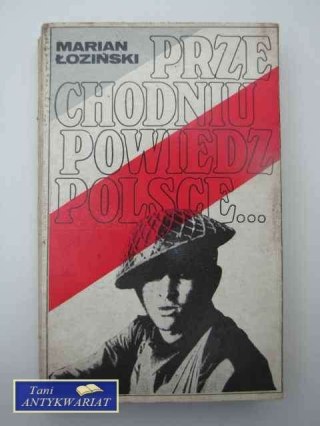 MARIAN
ŁOZIŃSKI
PRZE
CHODNIU
POWIEDZ
POLSCE...
Tani
ANTYKWARIAT